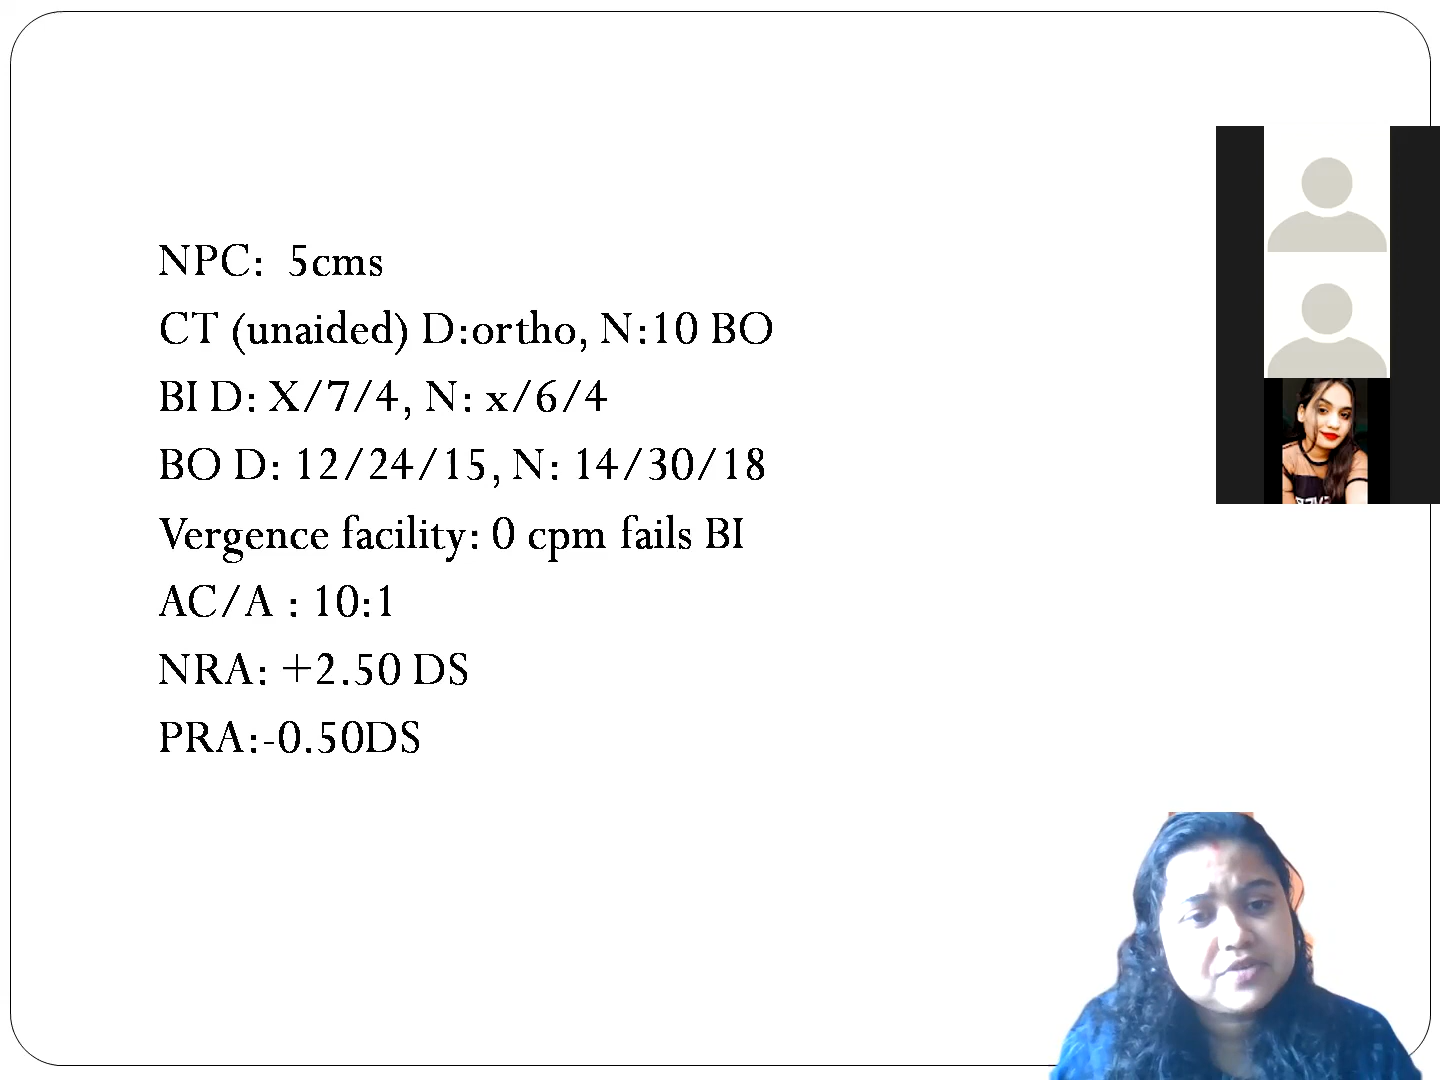 NPC: 5cms
CT (unaided) D:ortho, N:10 BO
BI D: X/7/4, N: x/6/4
BO D: 12/24/15, N: 14/30/18
Vergence facility: 0 cpm fails BI
AC/A : 10:1
NRA: +2.50 DS
PRA:-0.50DS